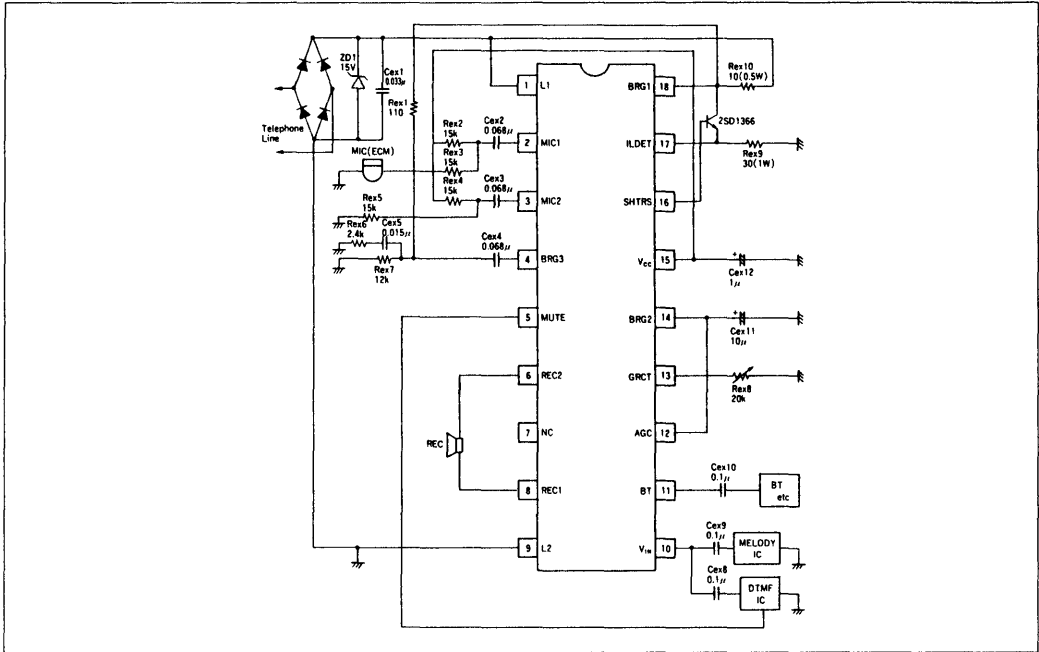 ZD1
15V
Cex1
0.033μ
Rex1
110
Telephone
Line
MIC(ECM)
Rex2
15k
Rex3
15k
Rex4
15k
Cex2
0.068μ
Cex3
0.068μ
Rex5
15k
Rex6
2.4k
Cex5
0.015μ
Rex7
12k
Cex4
0.068μ
REC
1 L1
2 MIC1
3 MIC2
4 BRG3
5 MUTE
6 REC2
7 NC
8 REC1
9 L2
BRG1 18
ILDET 17
SHTRS 16
Vcc 15
BRG2 14
GRCT 13
AGC 12
BT 11
VIN 10
Rex10
10(0.5W)
2SD1366
Rex9
30(1W)
+
Cex12
1μ
+
Cex11
10μ
Rex8
20k
Cex10
0.1μ
BT
etc
Cex9
0.1μ
MELODY
IC
Cex8
0.1μ
DTMF
IC